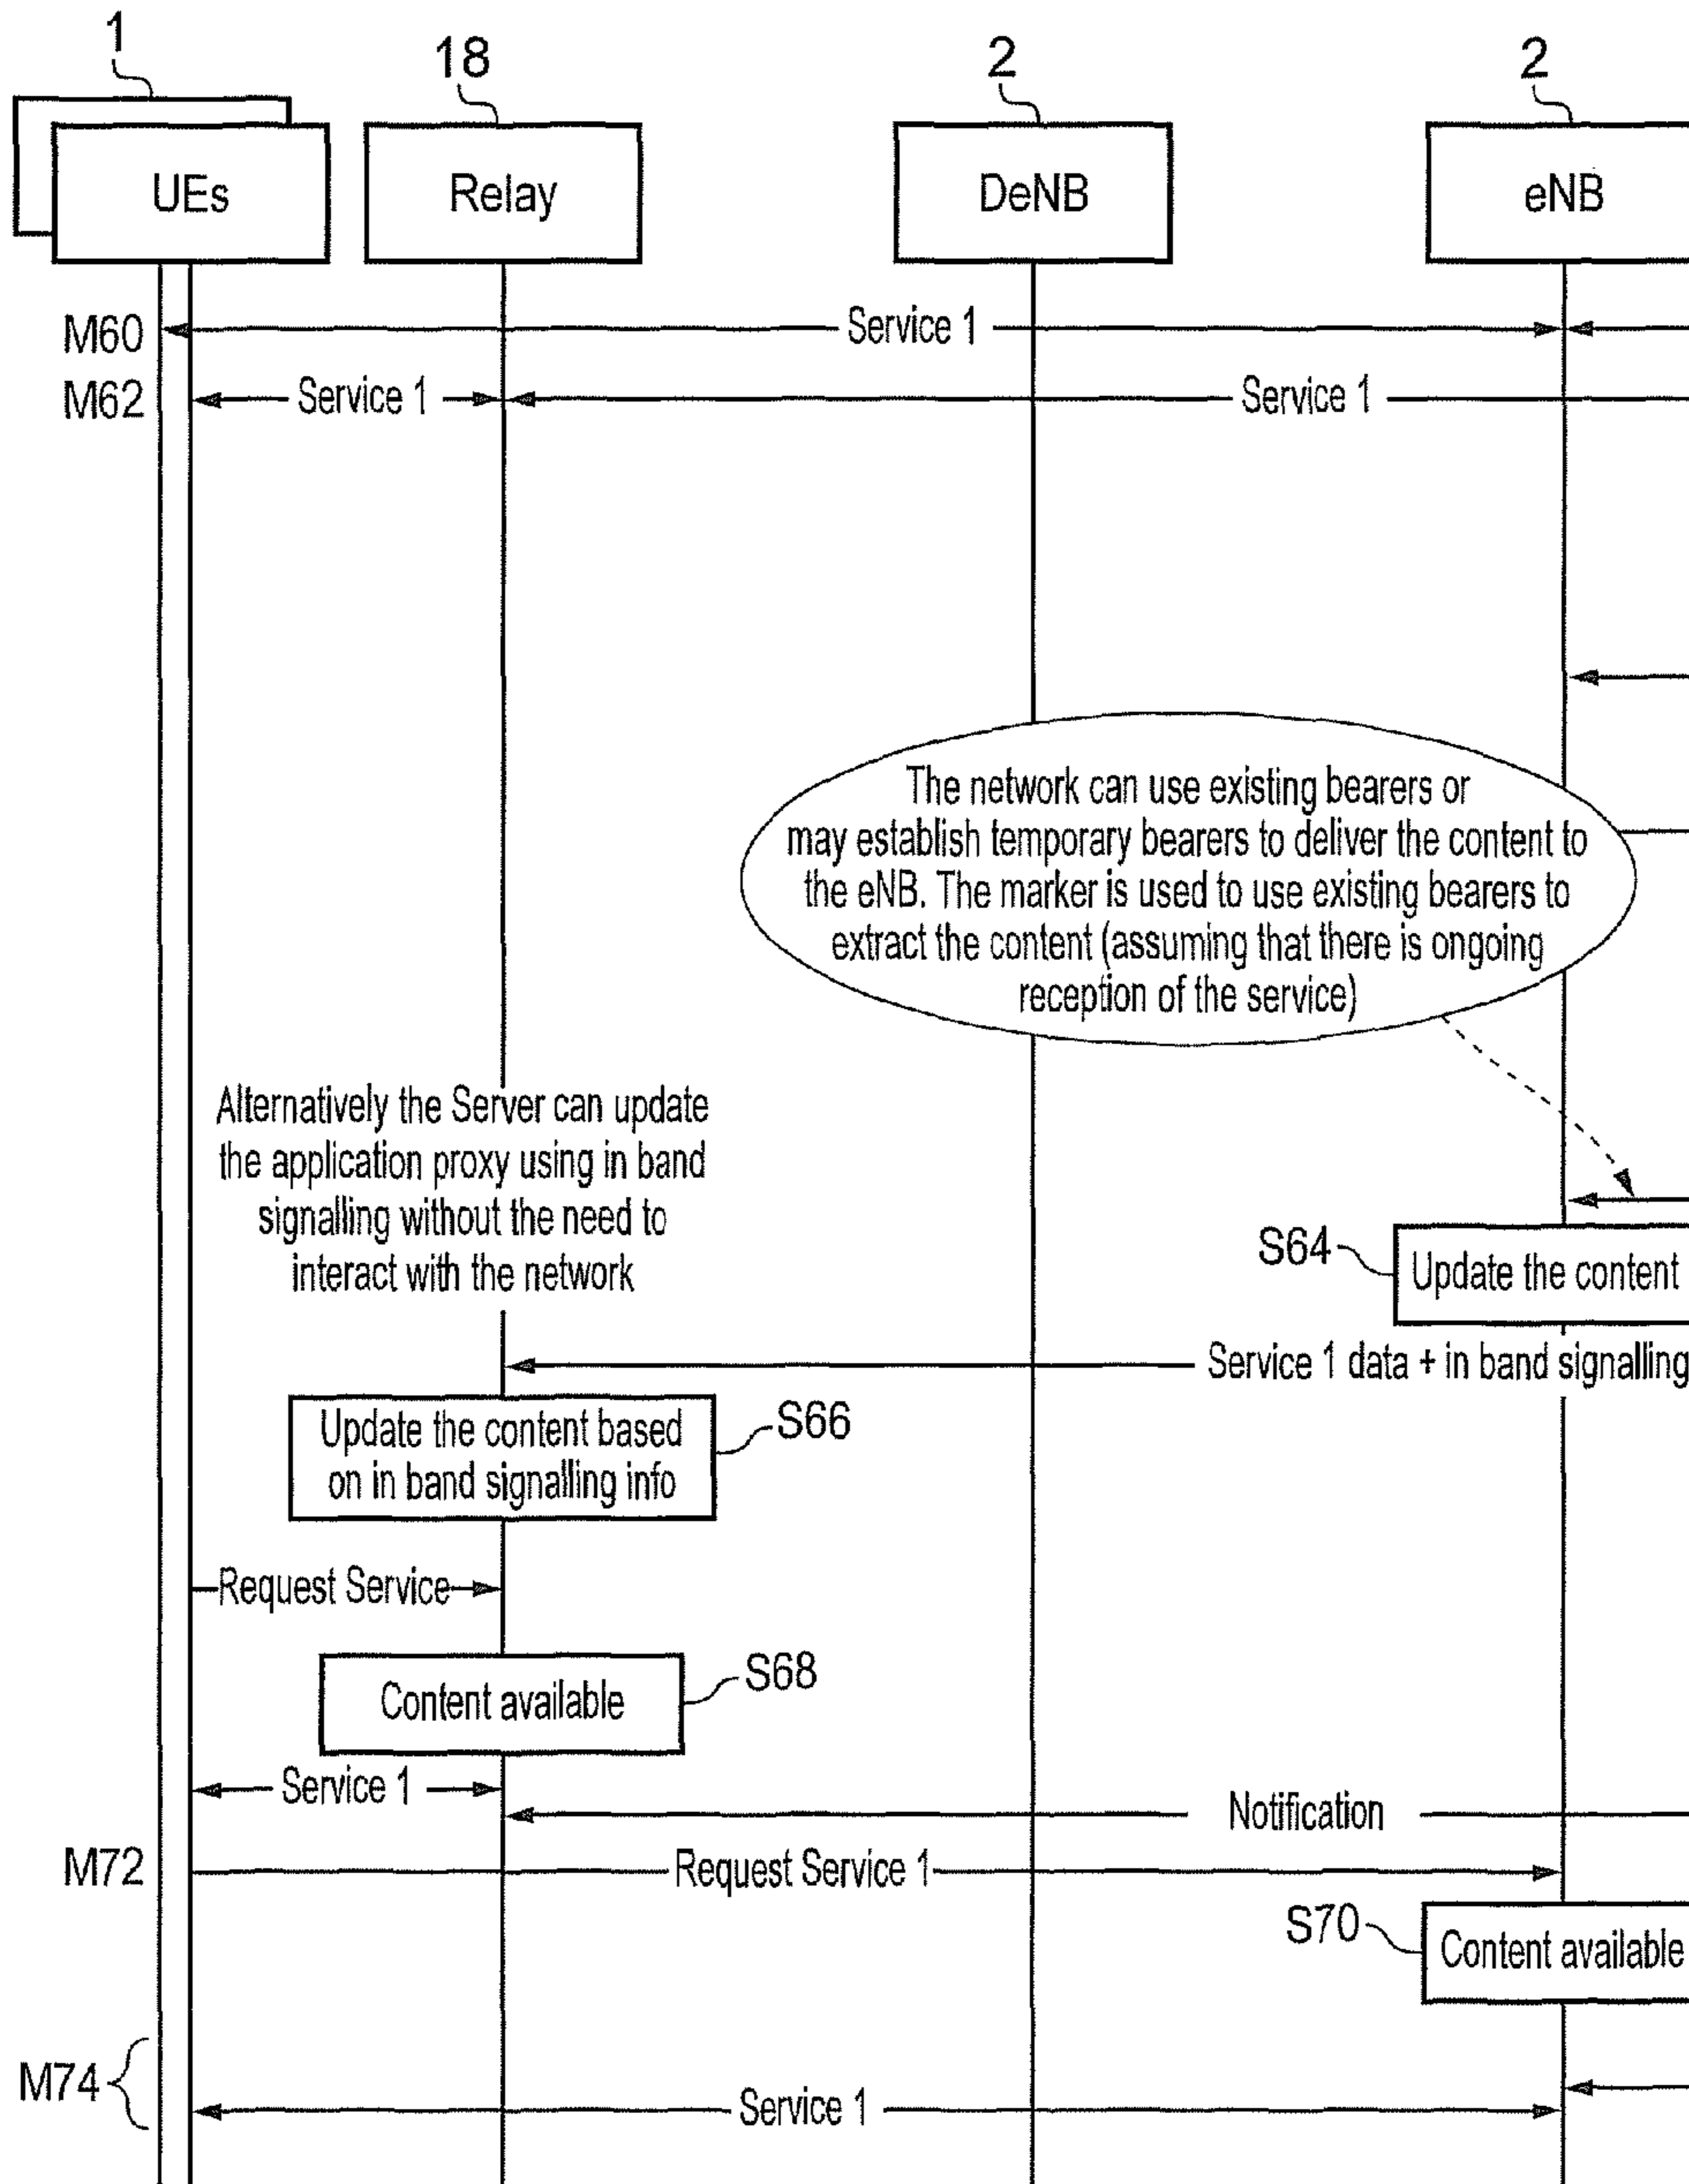 1
18
2
2
UEs
Relay
DeNB
eNB
M60
Service 1
M62
Service 1
Service 1
The network can use existing bearers or
may establish temporary bearers to deliver the content to
the eNB. The marker is used to use existing bearers to
extract the content (assuming that there is ongoing
reception of the service)
Alternatively the Server can update
the application proxy using in band
signalling without the need to
interact with the network
S64
Update the content
Service 1 data + in band signalling
Update the content based
on in band signalling info
S66
Request Service
Content available
S68
Service 1
Notification
M72
Request Service 1
S70
Content available
M74
Service 1